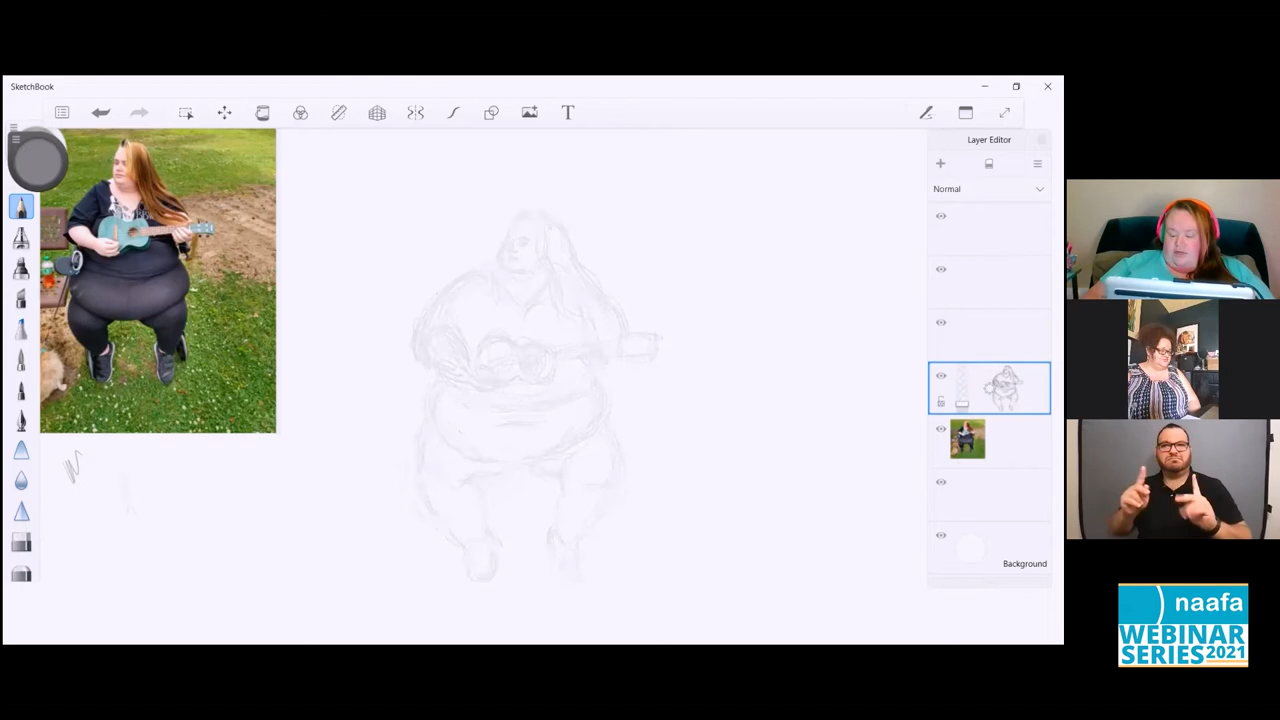 SketchBook
Layer Editor
Normal
Background
naafa
WEBINAR
SERIES 2021